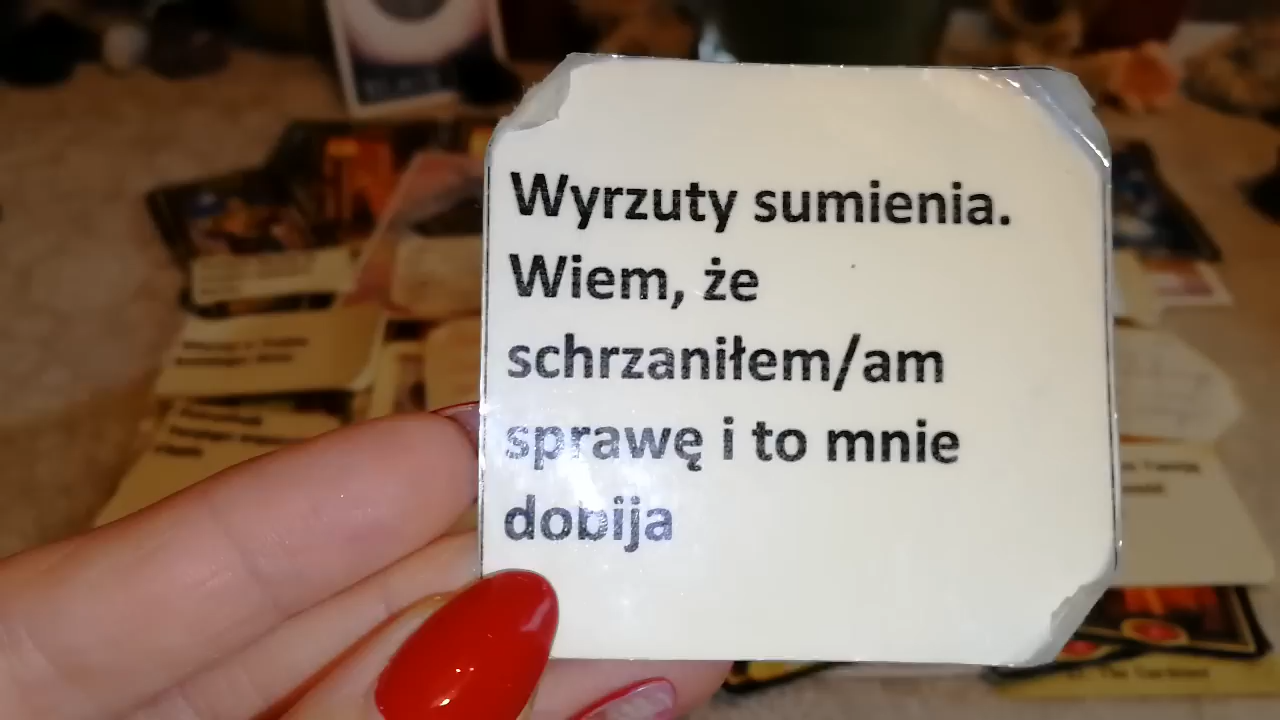 Wyrzuty sumienia.
Wiem, że
schrzaniłem/am
sprawę i to mnie
dobija